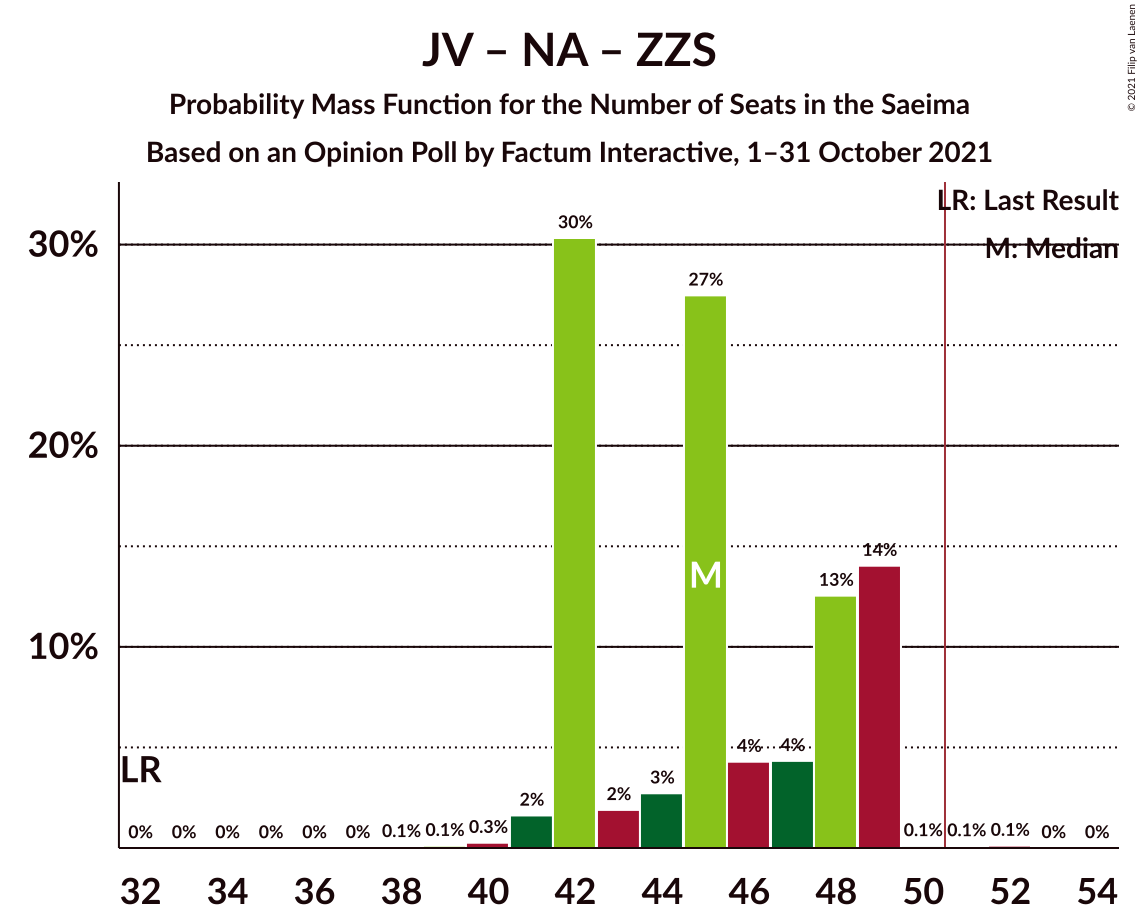 © 2021 Filip van Laenen
JV – NA – ZZS
Probability Mass Function for the Number of Seats in the Saeima
Based on an Opinion Poll by Factum Interactive, 1–31 October 2021
LR: Last Result
M: Median
30%
20%
10%
30%
27%
14%
13%
M
4% 4%
3%
2% 2%
LR
0% 0% 0% 0% 0% 0% 0.1% 0.1% 0.3% 0.1% 0.1% 0.1% 0% 0%
32 34 36 38 40 42 44 46 48 50 52 54